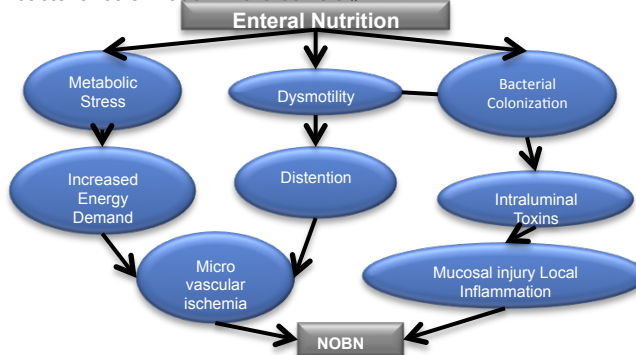 Enteral Nutrition
Metabolic
Stress
Dysmotility
Bacterial
Colonization
Increased
Energy
Demand
Distention
Intraluminal
Toxins
Micro
vascular
ischemia
Mucosal injury Local
Inflammation
NOBN